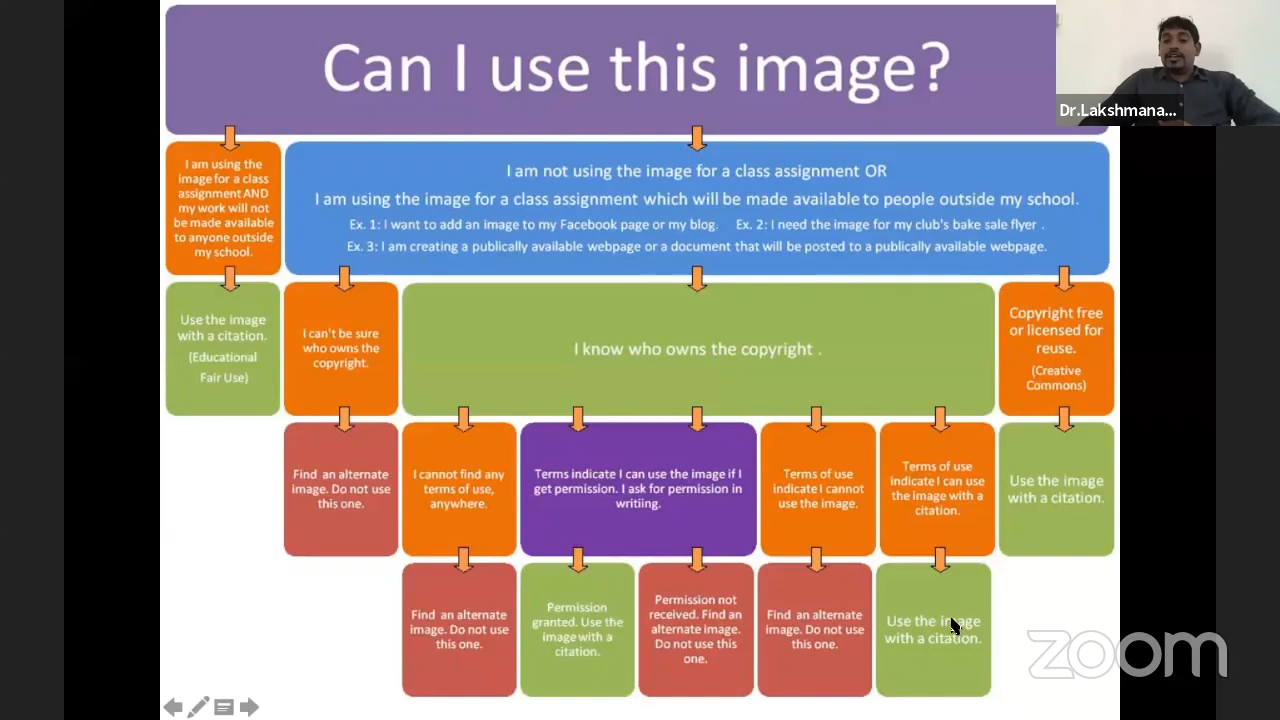 Can I use this image?
Dr.Lakshmana...
I am using the
image for a class
assignment AND
my work will not
be made available
to anyone outside
my school.
I am not using the image for a class assignment OR
I am using the image for a class assignment which will be made available to people outside my school.
Ex. 1: I want to add an image to my Facebook page or my blog. Ex. 2: I need the image for my club's bake sale flyer .
Ex. 3: I am creating a publically available webpage or a document that will be posted to a publically available webpage.
Use the image
with a citation.
(Educational
Fair Use)
I can't be sure
who owns the
copyright.
I know who owns the copyright .
Copyright free
or licensed for
reuse.
(Creative
Commons)
Find an alternate
image. Do not use
this one.
I cannot find any
terms of use,
anywhere.
Terms indicate I can use the image if I
get permission. I ask for permission in
writiing.
Terms of use
indicate I cannot
use the image.
Terms of use
indicate I can use
the image with a
citation.
Use the image
with a citation.
Find an alternate
image. Do not use
this one.
Permission
granted. Use the
image with a
citation.
Permission not
received. Find an
alternate image.
Do not use this
one.
Find an alternate
image. Do not use
this one.
Use the image
with a citation.
zoom